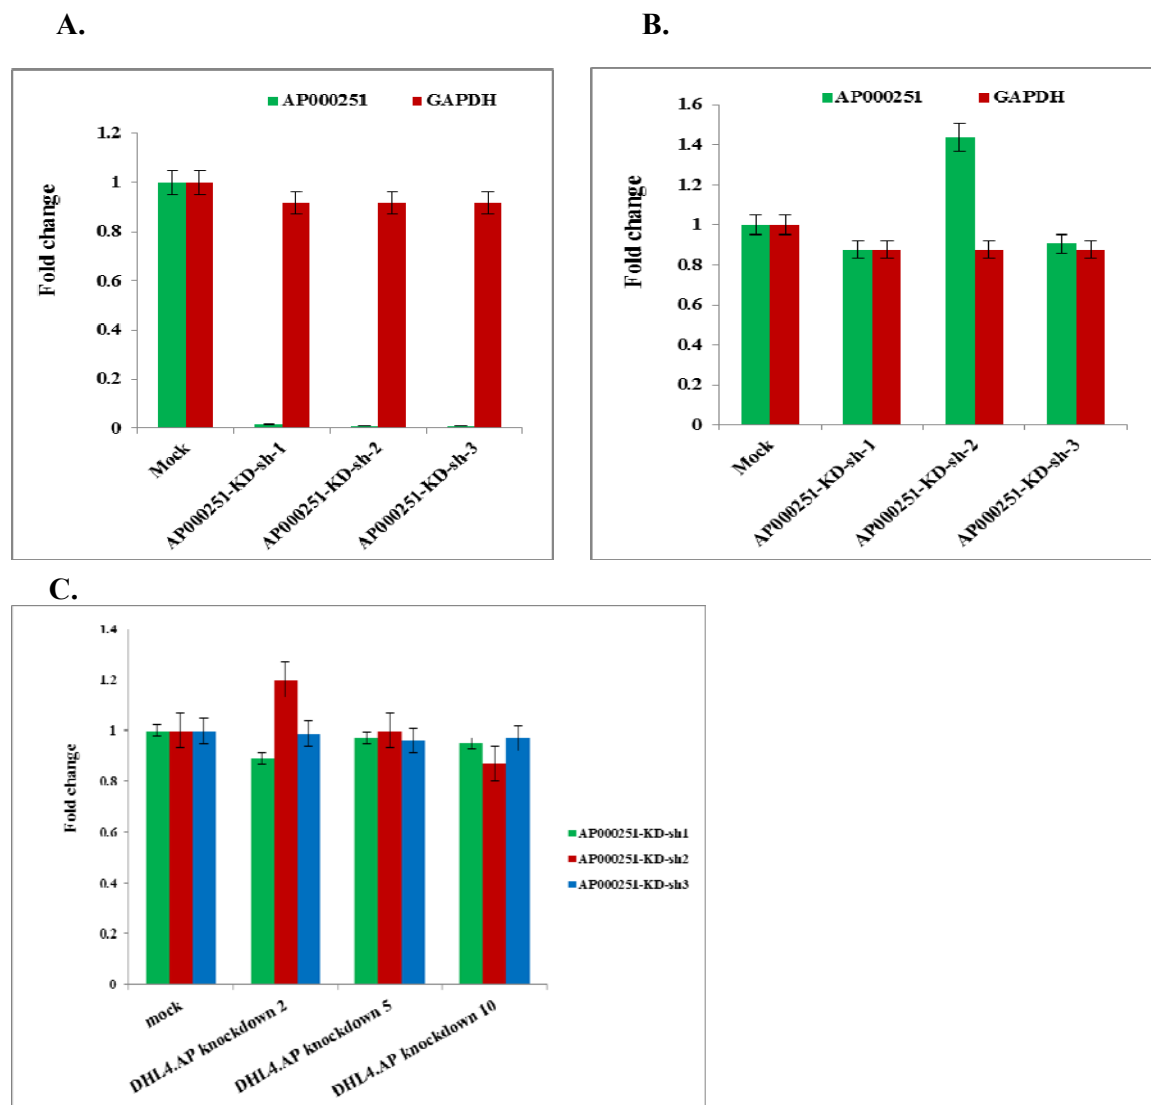 A.
AP000251 GAPDH
1.2
1
0.8
0.6
0.4
0.2
0
Fold change
Mock
AP000251-KD-sh-1
AP000251-KD-sh-2
AP000251-KD-sh-3
B.
AP000251 GAPDH
1.6
1.4
1.2
1
0.8
0.6
0.4
0.2
0
Fold change
Mock
AP000251-KD-sh-1
AP000251-KD-sh-2
AP000251-KD-sh-3
C.
1.4
1.2
1
0.8
0.6
0.4
0.2
0
Fold change
mock
DHL4.AP knockdown 2
DHL4.AP knockdown 5
DHL4.AP knockdown 10
AP000251-KD-sh1
AP000251-KD-sh2
AP000251-KD-sh3